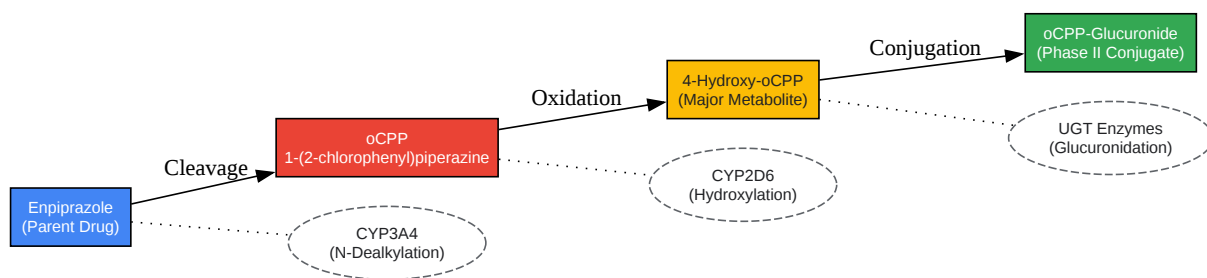 Enpiprazole
(Parent Drug)
Cleavage
CYP3A4
(N-Dealkylation)
oCPP
1-(2-chlorophenyl)piperazine
Oxidation
CYP2D6
(Hydroxylation)
4-Hydroxy-oCPP
(Major Metabolite)
Conjugation
UGT Enzymes
(Glucuronidation)
oCPP-Glucuronide
(Phase II Conjugate)